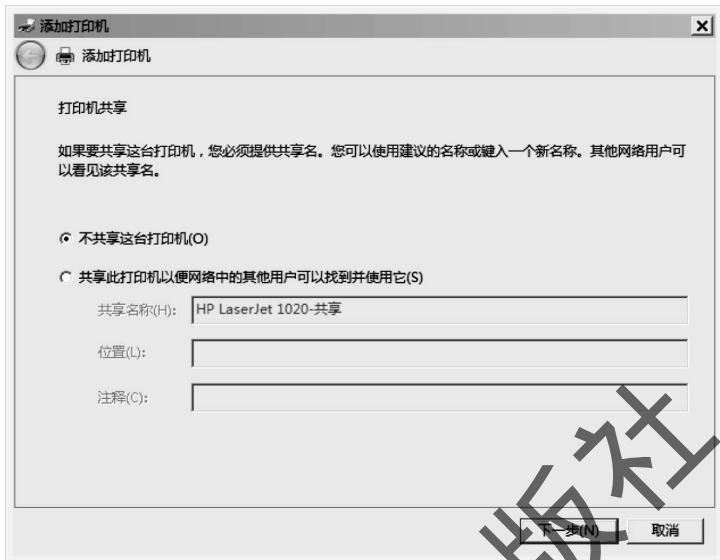 添加打印机
添加打印机
打印机共享
如果要共享这台打印机，您必须提供共享名。您可以使用建议的名称或键入一个新名称。其他网络用户可
以看见该共享名。
不共享这台打印机(O)
共享此打印机以便网络中的其他用户可以找到并使用它(S)
共享名称(H): HP LaserJet 1020-共享
位置(L):
注释(C):
版社
下一步(N) 取消